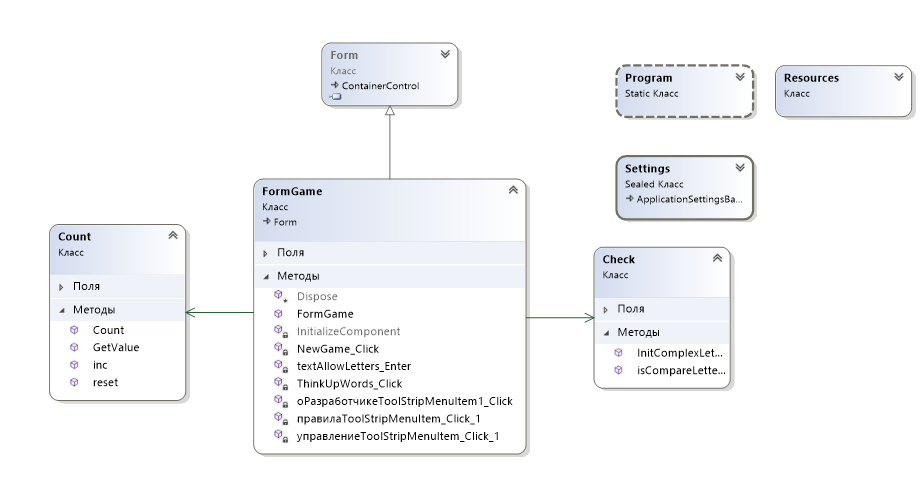 Form
Класс
ContainerControl
Program
Static Класс
Resources
Класс
Settings
Sealed Класс
ApplicationSettingsBa...
FormGame
Класс
Form
Поля
Методы
Dispose
FormGame
InitializeComponent
NewGame_Click
textAllowLetters_Enter
ThinkUpWords_Click
оРазработчикеToolStripMenuItem1_Click
правилаToolStripMenuItem_Click_1
управлениеToolStripMenuItem_Click_1
Count
Класс
Поля
Методы
Count
GetValue
inc
reset
Check
Класс
Поля
Методы
InitComplexLet...
isCompareLette...